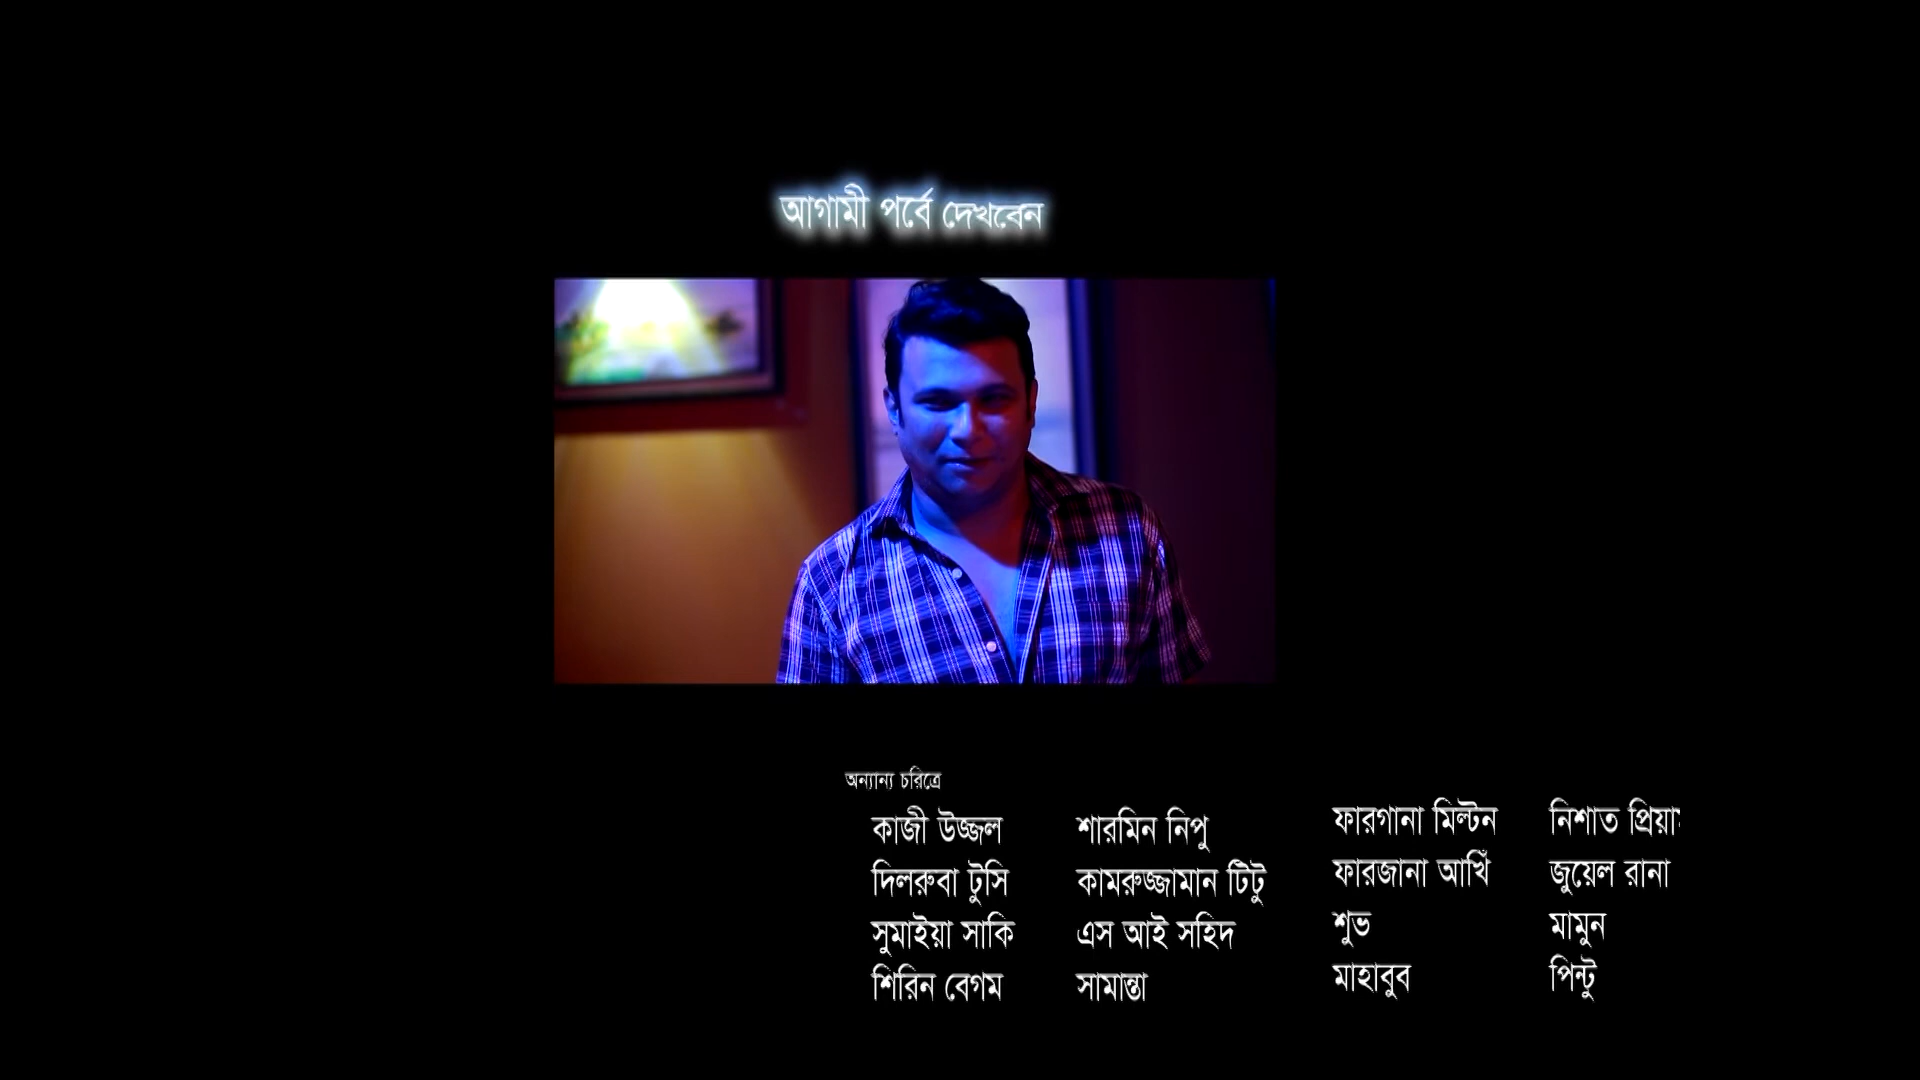 আগামী পর্বে দেখবেন
অন্যান্য চরিত্রে
কাজী উজ্জল শারমিন নিপু ফারগানা মিল্টন নিশাত
দিলরুবা টুসি কামরুজ্জামান টিটু ফারজানা আখিঁ জুয়েল রানা
সুমাইয়া সাকি এস আই সহিদ শুভ মামুন
শিরিন বেগম সামান্তা মাহাবুব পিন্টু